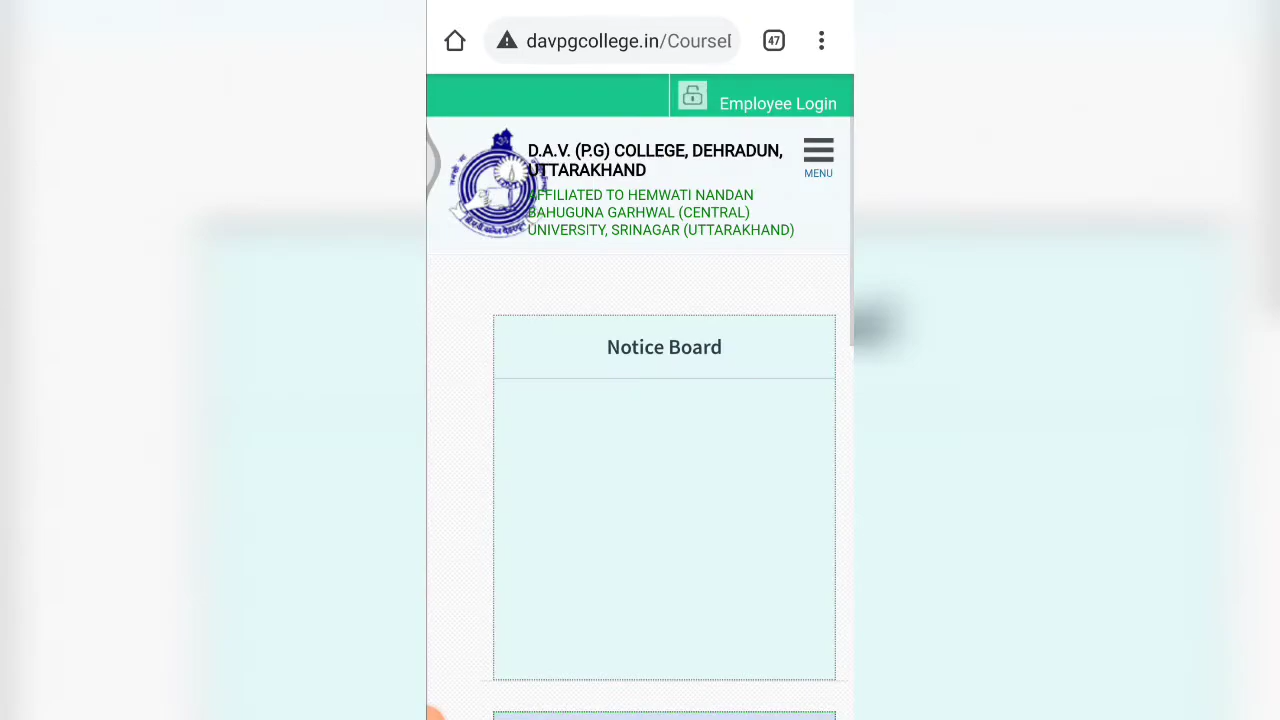 davpgcollege.in/Course
47
Employee Login
D.A.V. (P.G) COLLEGE, DEHRADUN,
UTTARAKHAND
AFFILIATED TO HEMWATI NANDAN
BAHUGUNA GARHWAL (CENTRAL)
UNIVERSITY, SRINAGAR (UTTARAKHAND)
MENU
Notice Board